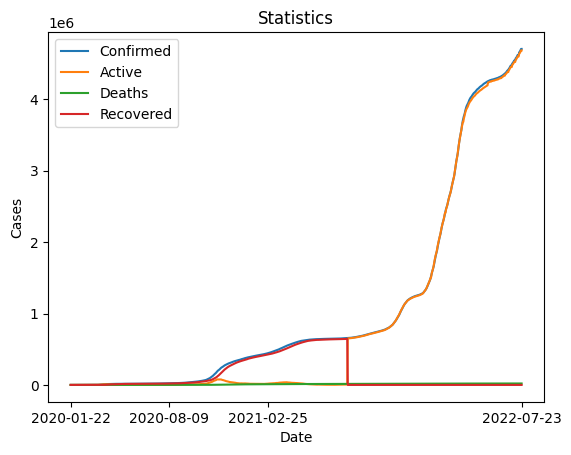 Statistics
1e6
Confirmed
Active
Deaths
Recovered
4
3
2
1
0
Cases
2020-01-22 2020-08-09 2021-02-25 2022-07-23
Date